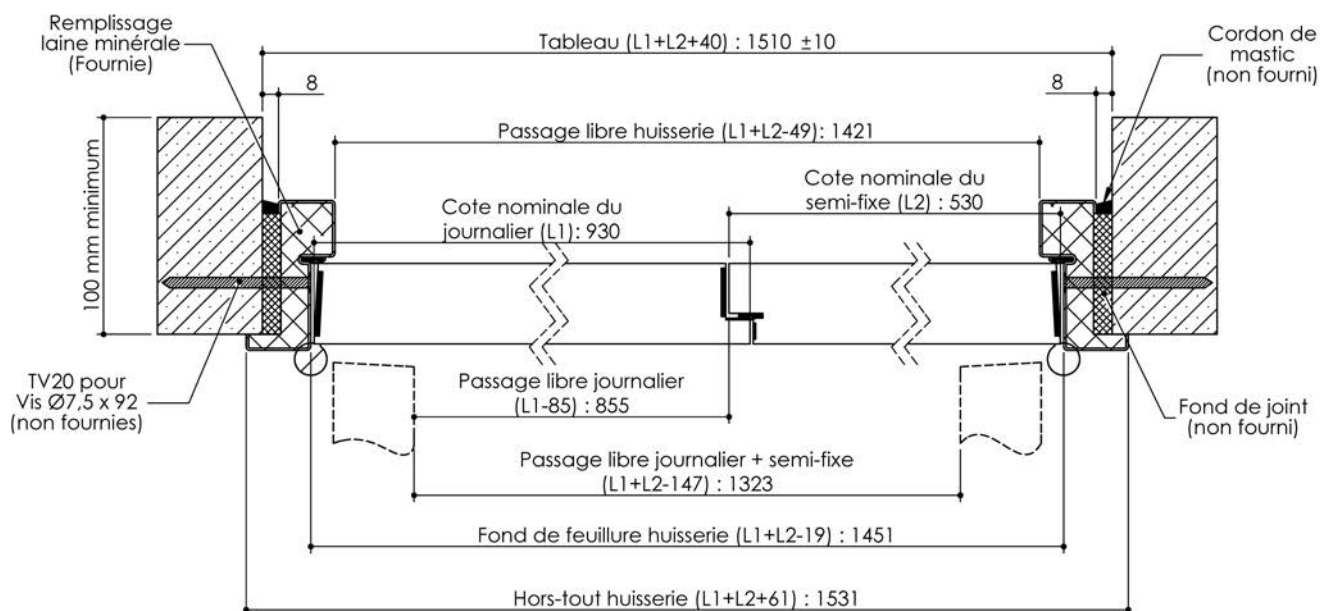 Remplissage
laine minérale
(Fournie)
Tableau (L1+L2+40) : 1510 ±10
Cordon de
mastic
(non fourni)
8
8
Passage libre huisserie (L1+L2-49): 1421
100 mm minimum
Cote nominale du
semi-fixe (L2) : 530
Cote nominale du
journalier (L1): 930
TV20 pour
Vis Ø7,5 x 92
(non fournies)
Passage libre journalier
(L1-85) : 855
Fond de joint
(non fourni)
Passage libre journalier + semi-fixe
(L1+L2-147) : 1323
Fond de feuillure huisserie (L1+L2-19) : 1451
Hors-tout huisserie (L1+L2+61) : 1531